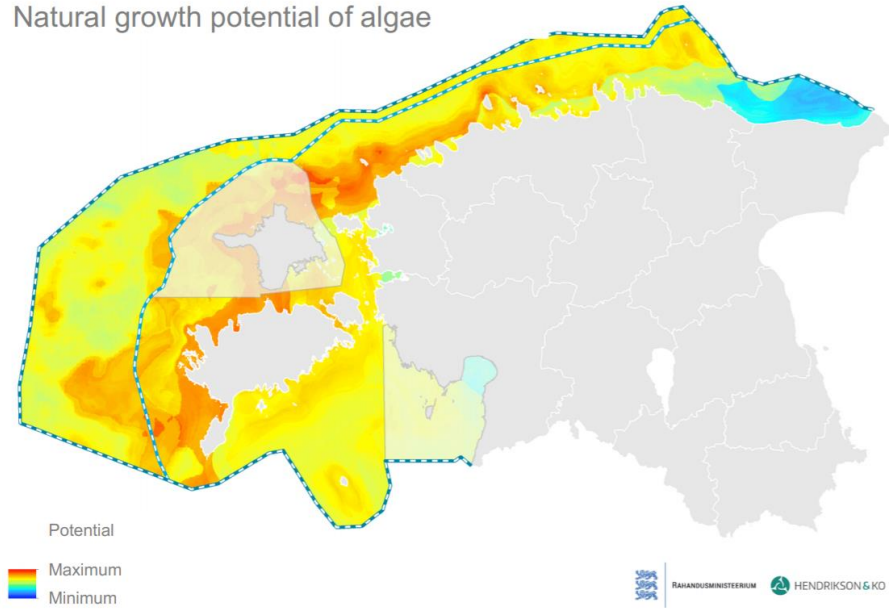 Natural growth potential of algae
Potential
Maximum
Minimum
RAHANDUSMINISTEERIUM
HENDRIKSON & KO